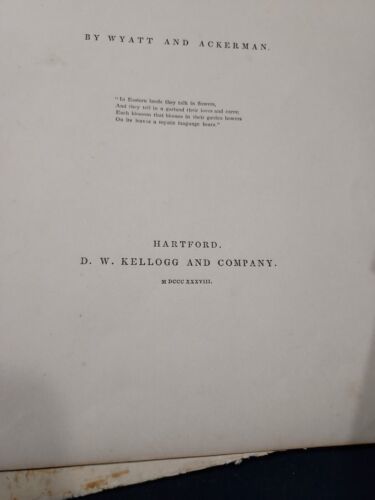 BY WYATT AND ACKERMAN.
"In Eastern lands they talk in flowers,
And they tell in a garland their loves and cares;
Each blossom that blooms in their garden bowers
On its leaves a mystic language bears."
HARTFORD.
D. W. KELLOGG AND COMPANY.
M DCCC XXXVIII.